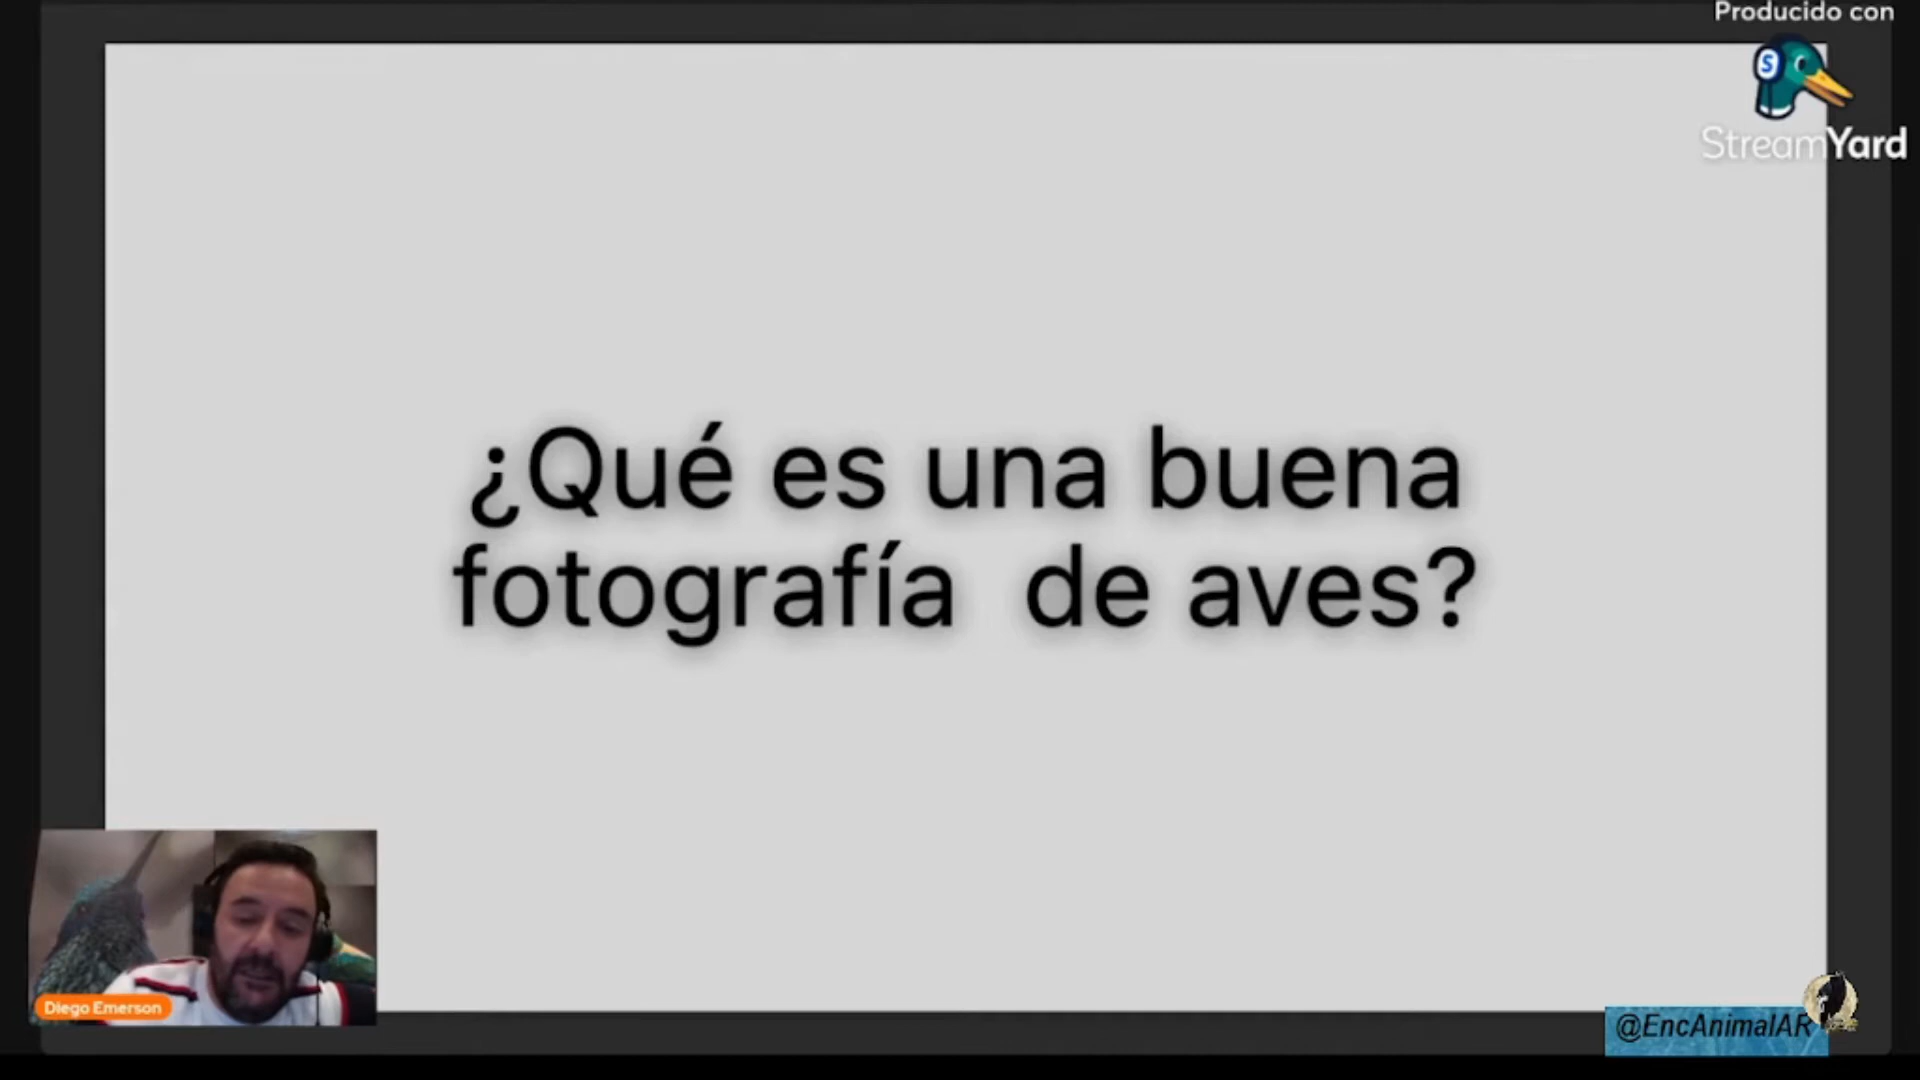 Producido con
StreamYard
¿Qué es una buena
fotografía  de aves?
Diego Emerson
@EncAnimalAR